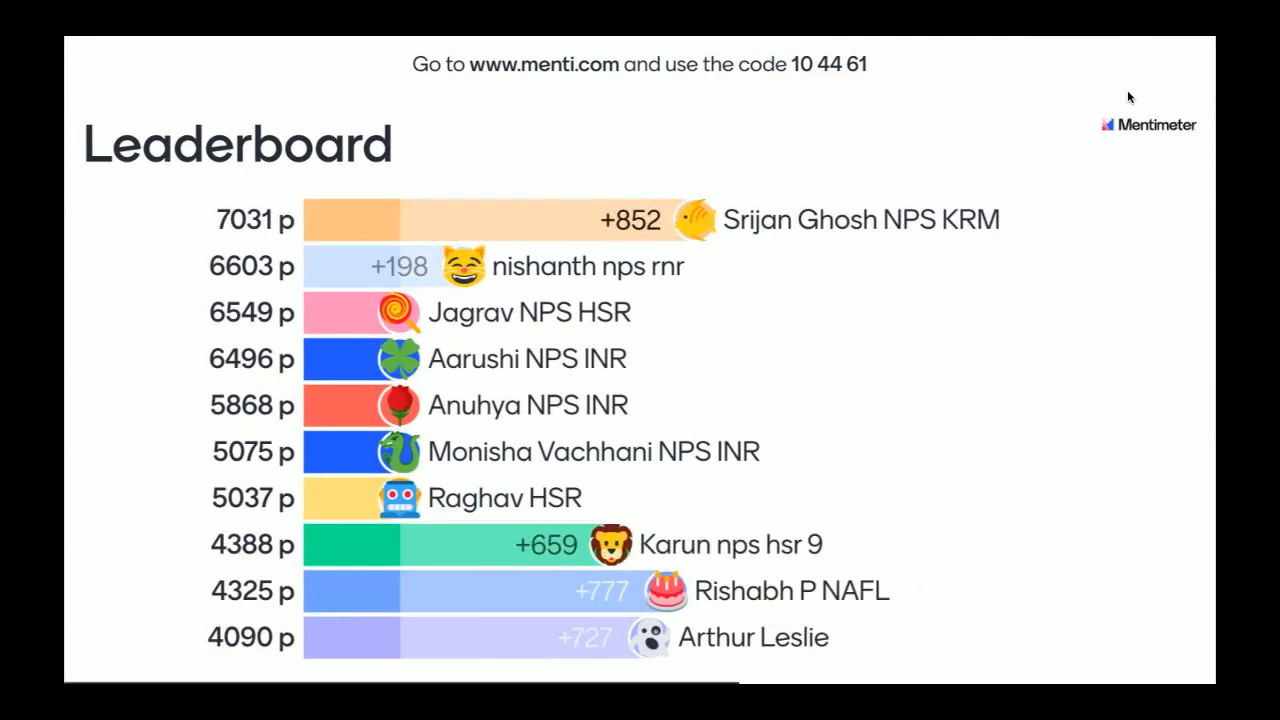 Go to www.menti.com and use the code 10 44 61
Mentimeter
Leaderboard
7031 p +852 Srijan Ghosh NPS KRM
6603 p +198 nishanth nps rnr
6549 p Jagrav NPS HSR
6496 p Aarushi NPS INR
5868 p Anuhya NPS INR
5075 p Monisha Vachhani NPS INR
5037 p Raghav HSR
4388 p +659 Karun nps hsr 9
4325 p +777 Rishabh P NAFL
4090 p +727 Arthur Leslie